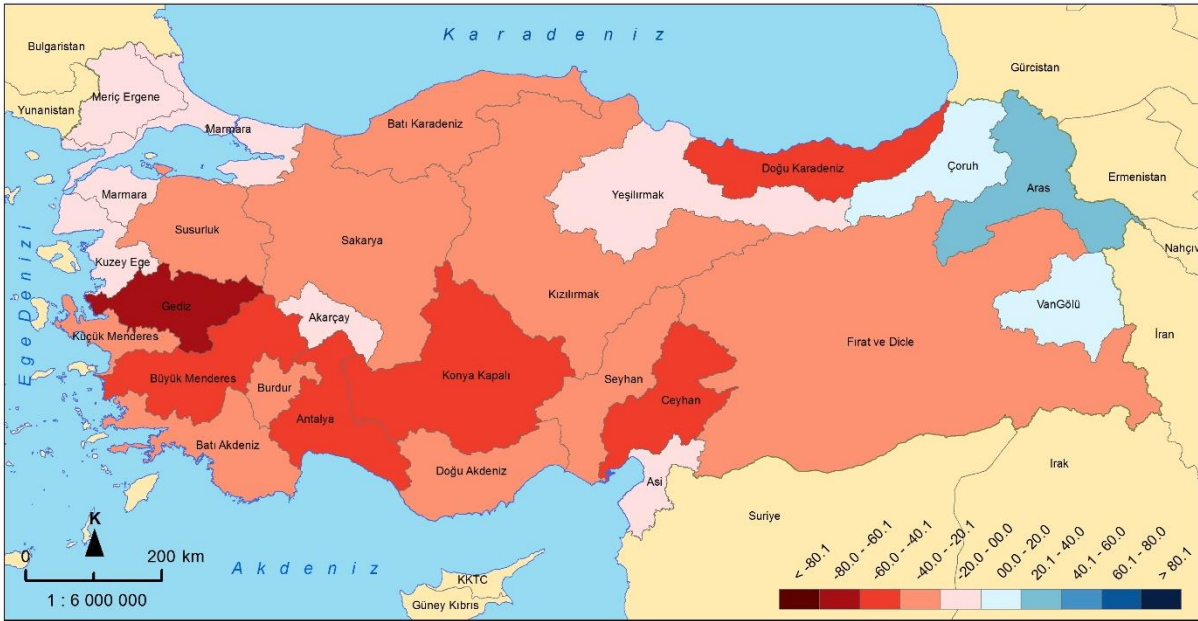 K a r a d e n i z
Bulgaristan
Gürcistan
Meriç Ergene
Yunanistan
Marmara
Batı Karadeniz
Doğu Karadeniz
Çoruh
Ermenistan
Marmara
Yeşilırmak
Aras
Susurluk
Sakarya
Nahçıv
Kuzey Ege
Gediz
Akarçay
Kızılırmak
VanGölü
İran
Küçük Menderes
Fırat ve Dicle
Büyük Menderes
Burdur
Konya Kapalı
Seyhan
Ceyhan
Antalya
Batı Akdeniz
Doğu Akdeniz
Asi
Irak
Suriye
E g e D e n i z i
K
0 200 km
1 : 6 000 000
A k d e n i z
KKTC
Güney Kıbrıs
< -80.1
-80.0 - -60.1
-60.0 - -40.1
-40.0 - -20.1
-20.0 - 00.0
00.0 - 20.0
20.1 - 40.0
40.1 - 60.0
60.1 - 80.0
> 80.1